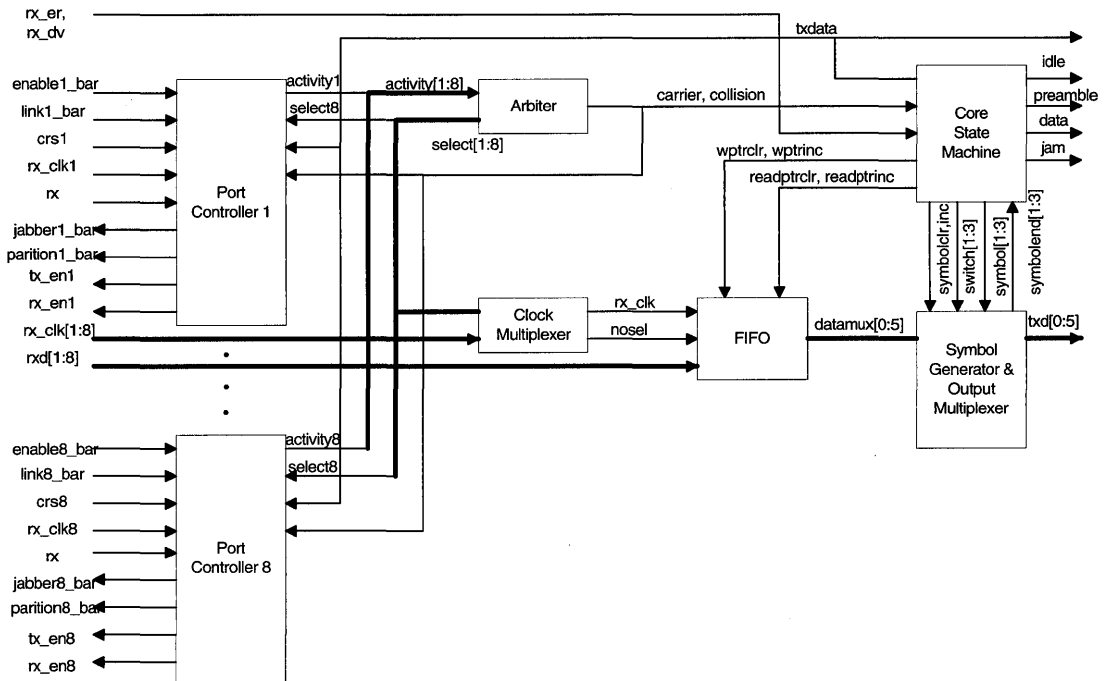 rx_er,
rx_dv
txdata
idle
enable1_bar
activity1
activity[1:8]
Arbiter
carrier, collision
preamble
link1_bar
select8
Core
State
Machine
data
crs1
select[1:8]
wptrclr, wptrinc
jam
rx_clk1
readptrclr, readptrinc
rx
Port
Controller 1
jabber1_bar
parition1_bar
tx_en1
rx_en1
symbolclr,inc
switch[1:3]
symbol[1:3]
symbolend[1:3]
rx_clk[1:8]
Clock
Multiplexer
rx_clk
nosel
FIFO
datamux[0:5]
Symbol
Generator &
Output
Multiplexer
txd[0:5]
rxd[1:8]
enable8_bar
activity8
link8_bar
select8
crs8
rx_clk8
rx
Port
Controller 8
jabber8_bar
parition8_bar
tx_en8
rx_en8